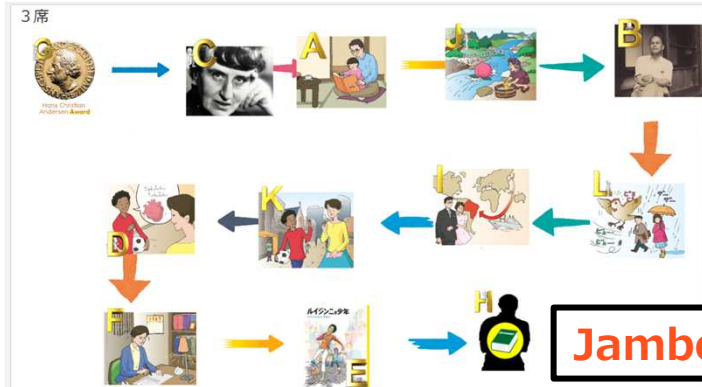 3席
G
Hans Christian
Andersen Award
C
A
J
B
D
K
I
L
F
ルイジンニョ少年
E
H
Jambo